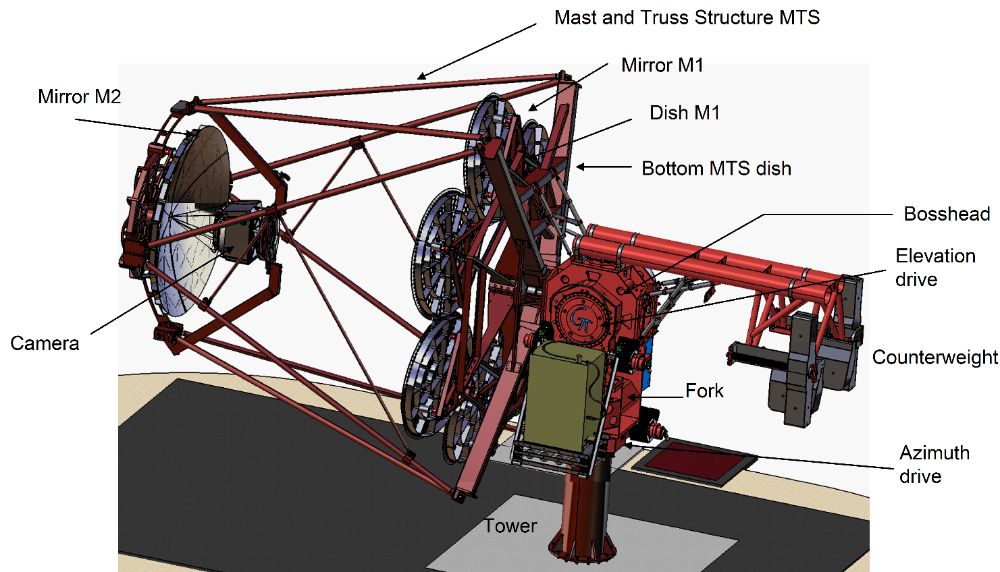 Mast and Truss Structure MTS
Mirror M1
Mirror M2
Dish M1
Bottom MTS dish
Bosshead
Elevation
drive
Camera
Counterweight
Fork
Azimuth
drive
Tower